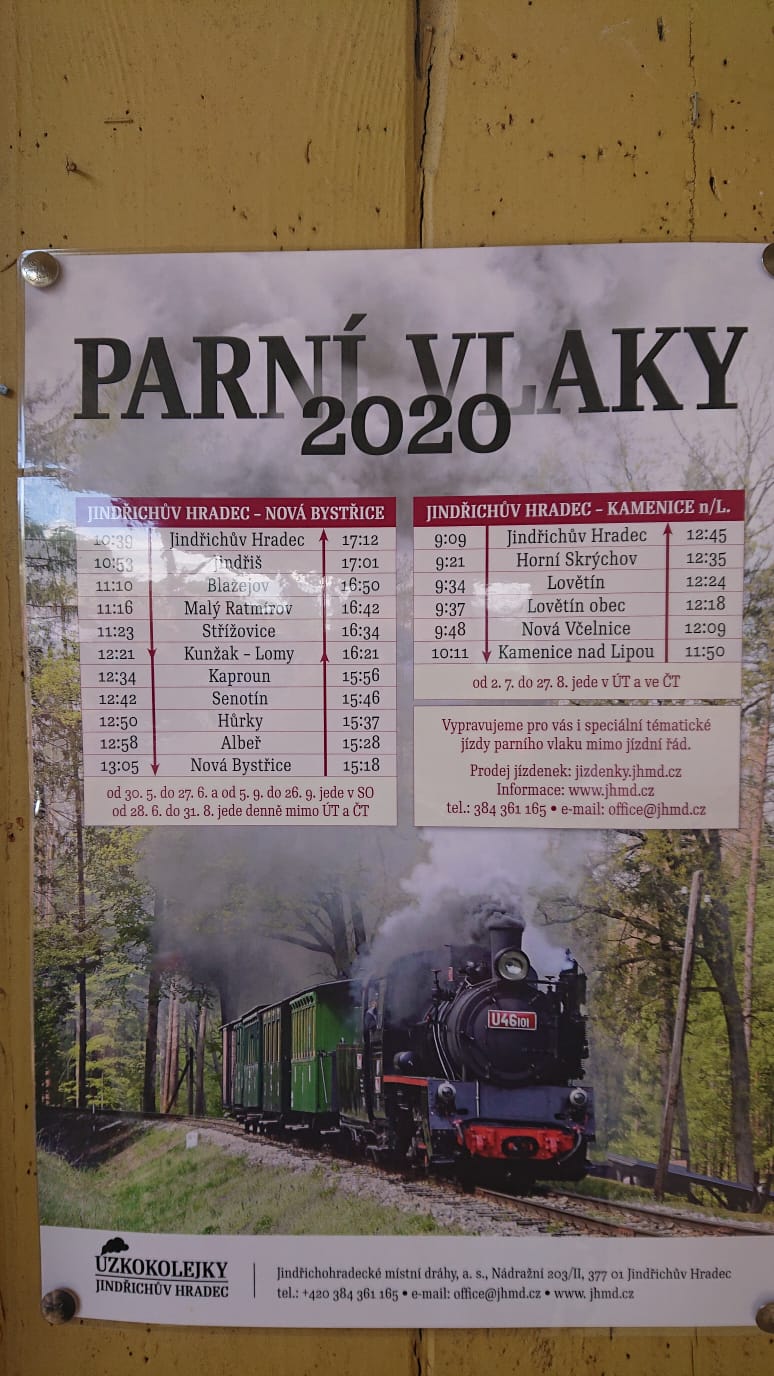 PARNÍ VLAKY
2020
JINDŘICHŮV HRADEC – NOVÁ BYSTŘICE
10:39 Jindřichův Hradec 17:12
10:53 Jindřiš 17:01
11:10 Blažejov 16:50
11:16 Malý Ratmírov 16:42
11:23 Střížovice 16:34
12:21 Kunžak – Lomy 16:21
12:34 Kaproun 15:56
12:42 Senotín 15:46
12:50 Hůrky 15:37
12:58 Albeř 15:28
13:05 Nová Bystřice 15:18
od 30. 5. do 27. 6. a od 5. 9. do 26. 9. jede v SO
od 28. 6. do 31. 8. jede denně mimo ÚT a ČT
JINDŘICHŮV HRADEC – KAMENICE n/L.
9:09 Jindřichův Hradec 12:45
9:21 Horní Skrýchov 12:35
9:34 Lovětín 12:24
9:37 Lovětín obec 12:18
9:48 Nová Včelnice 12:09
10:11 Kamenice nad Lipou 11:50
od 2. 7. do 27. 8. jede v ÚT a ve ČT
Vypravujeme pro vás i speciální tématické
jízdy parního vlaku mimo jízdní řád.
Prodej jízdenek: jizdenky.jhmd.cz
Informace: www.jhmd.cz
tel.: 384 361 165 • e-mail: office@jhmd.cz
U46101
ÚZKOKOLEJKY
JINDŘICHŮV HRADEC
Jindřichohradecké místní dráhy, a. s., Nádražní 203/II, 377 01 Jindřichův Hradec
tel.: +420 384 361 165 • e-mail: office@jhmd.cz • www. jhmd.cz